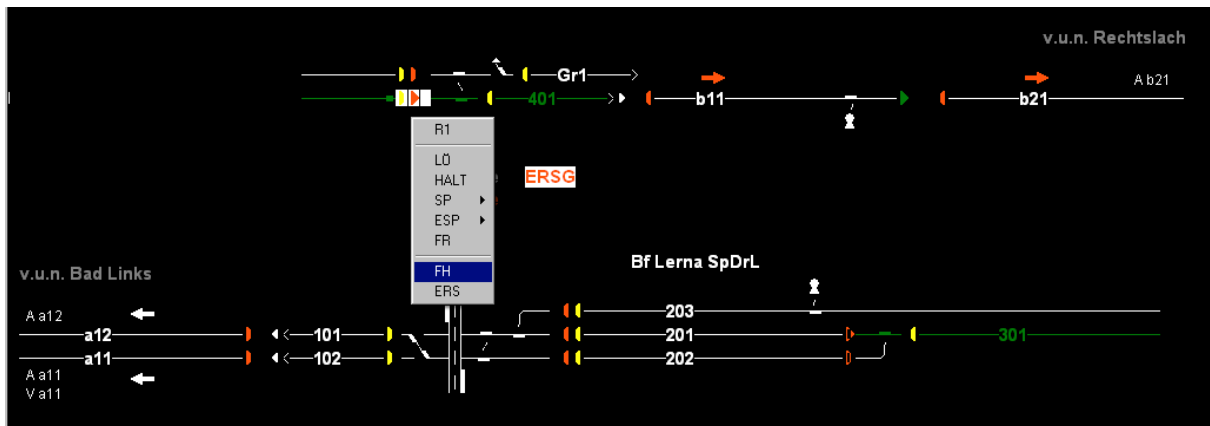 v.u.n. Rechtslach
Gr1
A b21
401
b11
b21
R1
LÖ
HALT
ERSG
SP
ESP
FR
Bf Lerna SpDrL
FH
v.u.n. Bad Links
ERS
A a12
203
a12
101
201
301
a11
102
202
A a11
V a11